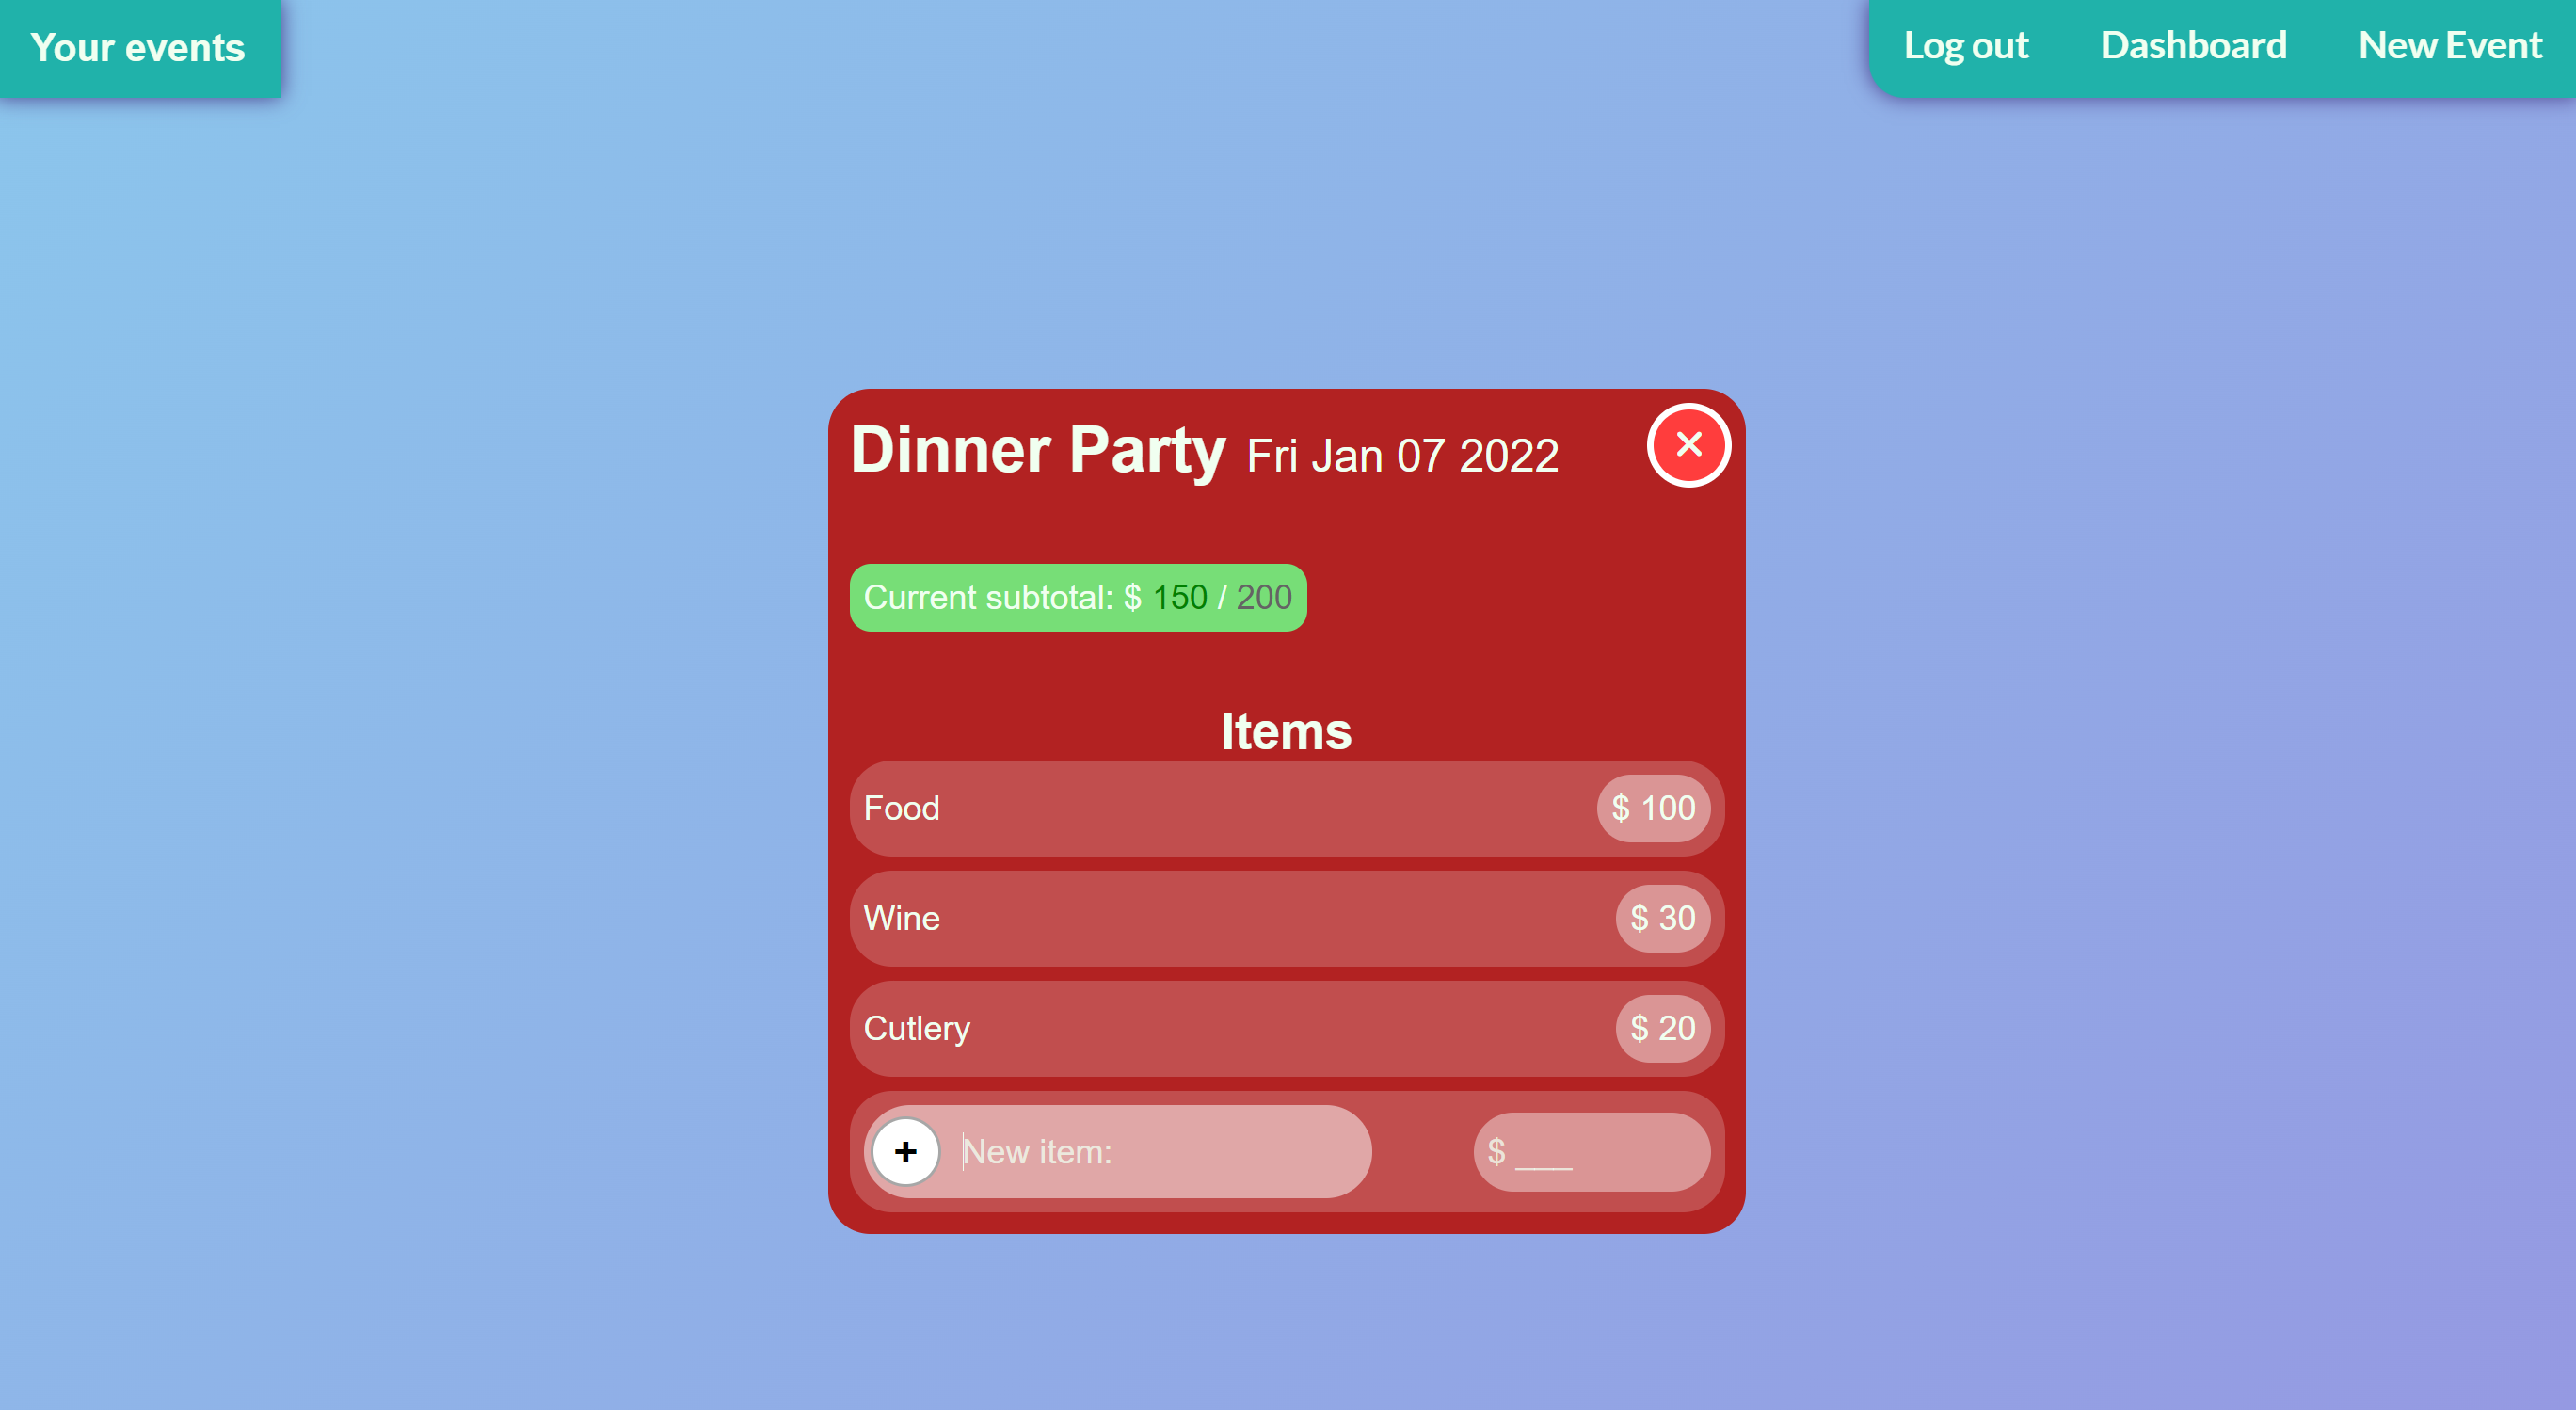 Your events
Log out Dashboard New Event
Dinner Party Fri Jan 07 2022
Current subtotal: $ 150 / 200
Items
Food $ 100
Wine $ 30
Cutlery $ 20
+ New item: $ ___